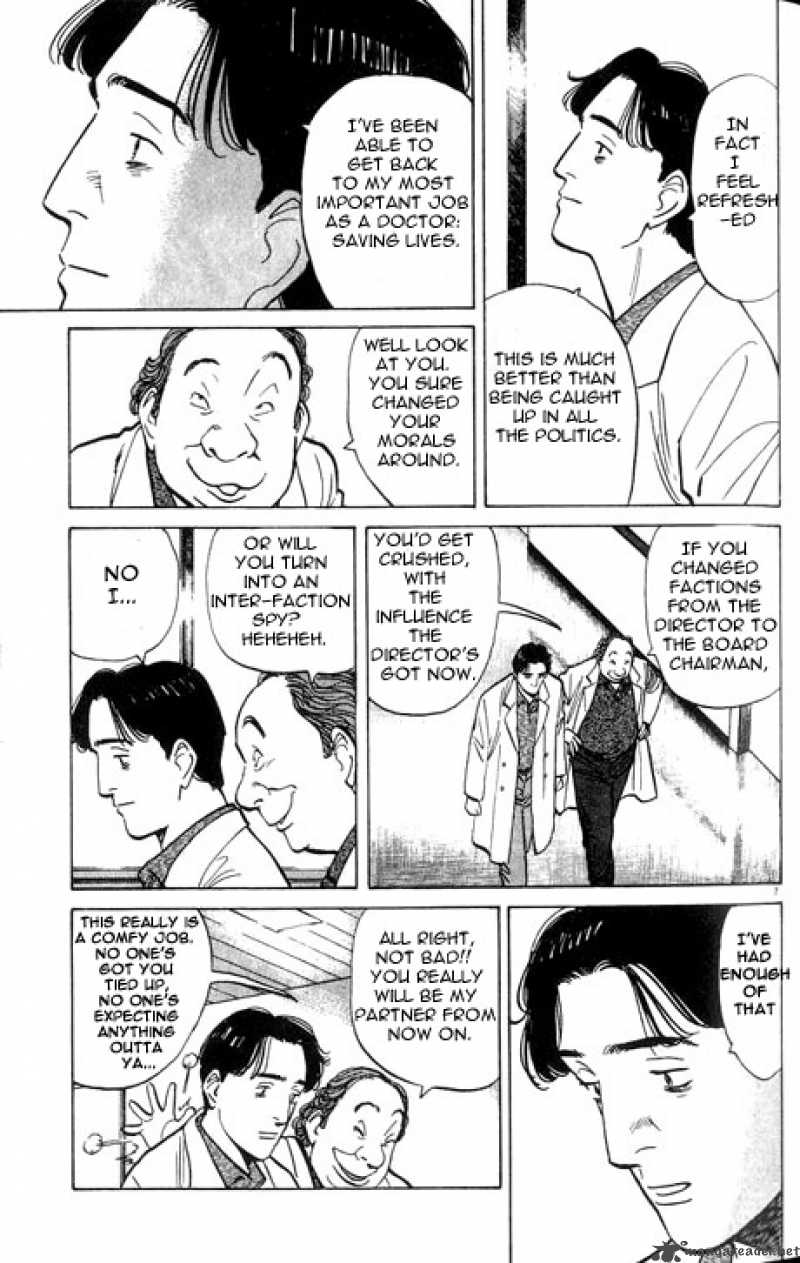 IN
FACT
I
FEEL
REFRESH
-ED
THIS IS MUCH
BETTER THAN
BEING CAUGHT
UP IN ALL
THE POLITICS.
I'VE BEEN
ABLE TO
GET BACK
TO MY MOST
IMPORTANT JOB
AS A DOCTOR:
SAVING LIVES.
WELL LOOK
AT YOU.
YOU SURE
CHANGED
YOUR
MORALS
AROUND.
IF YOU
CHANGED
FACTIONS
FROM THE
DIRECTOR TO
THE BOARD
CHAIRMAN,
YOU'D GET
CRUSHED,
WITH
THE
INFLUENCE
THE
DIRECTOR'S
GOT NOW.
OR WILL
YOU TURN
INTO AN
INTER-FACTION
SPY?
HEHEHEH.
NO
I...
7
I'VE
HAD
ENOUGH
OF
THAT
ALL RIGHT,
NOT BAD!!
YOU REALLY
WILL BE MY
PARTNER FROM
NOW ON.
THIS REALLY IS
A COMFY JOB.
NO ONE'S
GOT YOU
TIED UP,
NO ONE'S
EXPECTING
ANYTHING
OUTTA
YA...
mangareader.net